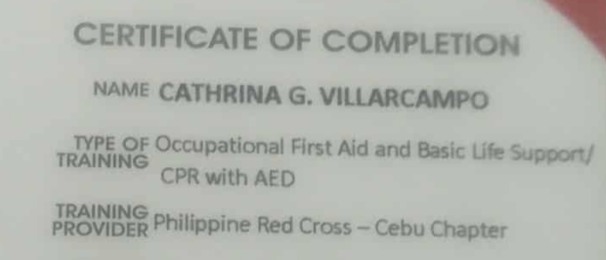 CERTIFICATE OF COMPLETION
NAME CATHRINA G. VILLARCAMPO
TYPE OF TRAINING Occupational First Aid and Basic Life Support/
CPR with AED
TRAINING PROVIDER Philippine Red Cross – Cebu Chapter